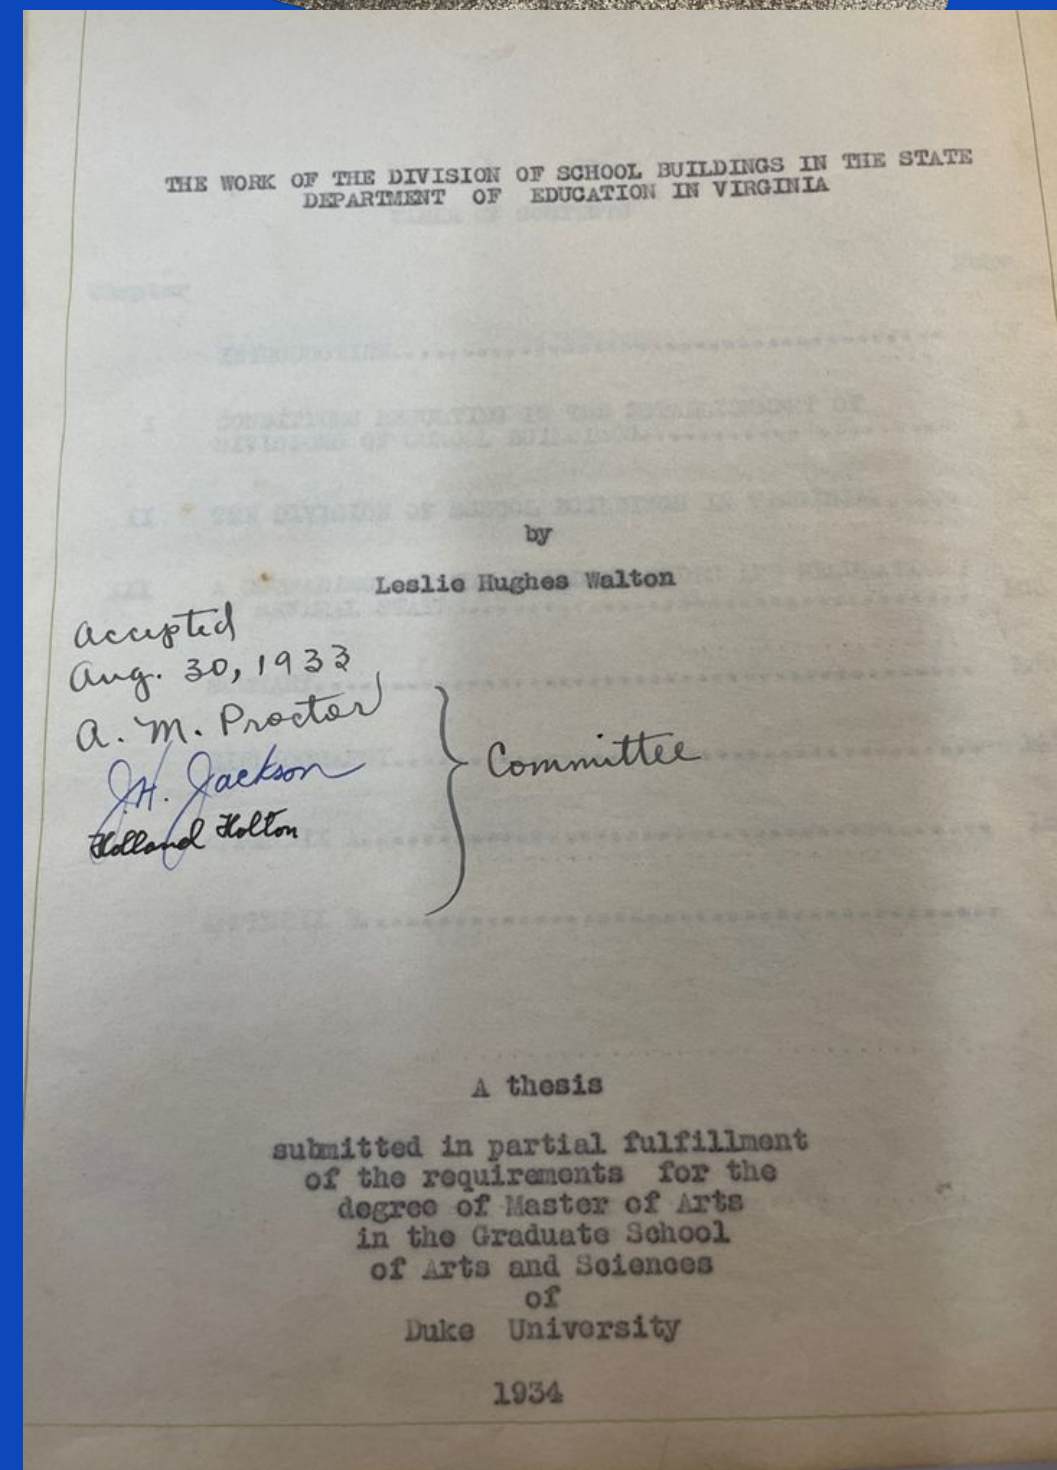 THE WORK OF THE DIVISION OF SCHOOL BUILDINGS IN THE STATE
DEPARTMENT OF EDUCATION IN VIRGINIA
by
Leslie Hughes Walton
Accepted
Aug. 30, 1933
A. M. Proctor
J.H. Jackson
Holland Holton
Committee
A thesis
submitted in partial fulfillment
of the requirements for the
degree of Master of Arts
in the Graduate School
of Arts and Sciences
of
Duke University
1934